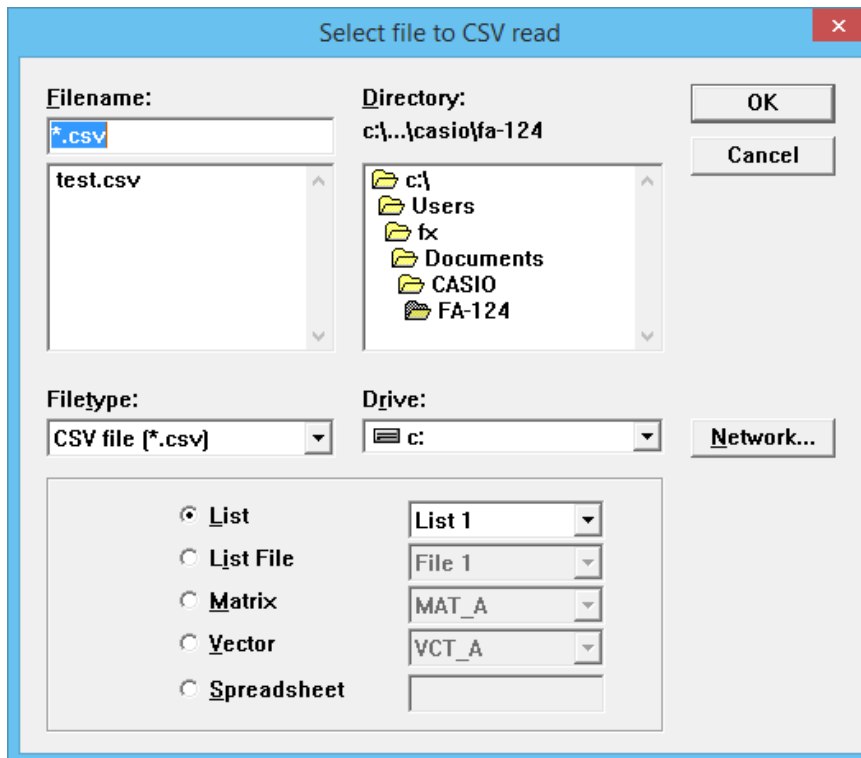 Select file to CSV read
Filename:
*.csv
test.csv
Directory:
c:\...\casio\fa-124
c:\
Users
fx
Documents
CASIO
FA-124
OK
Cancel
Filetype:
CSV file (*.csv)
Drive:
c:
Network...
List
List 1
List File
File 1
Matrix
MAT_A
Vector
VCT_A
Spreadsheet